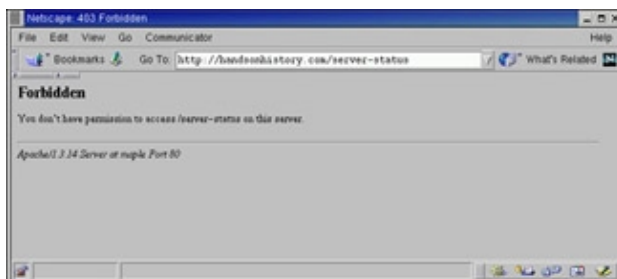 Netscape: 403 Forbidden
File Edit View Go Communicator Help
Bookmarks Go To: http://handsonhistory.com/server-status What's Related
Forbidden
You don't have permission to access /server-status on this server.
Apache/1.3.14 Server at maple Port 80